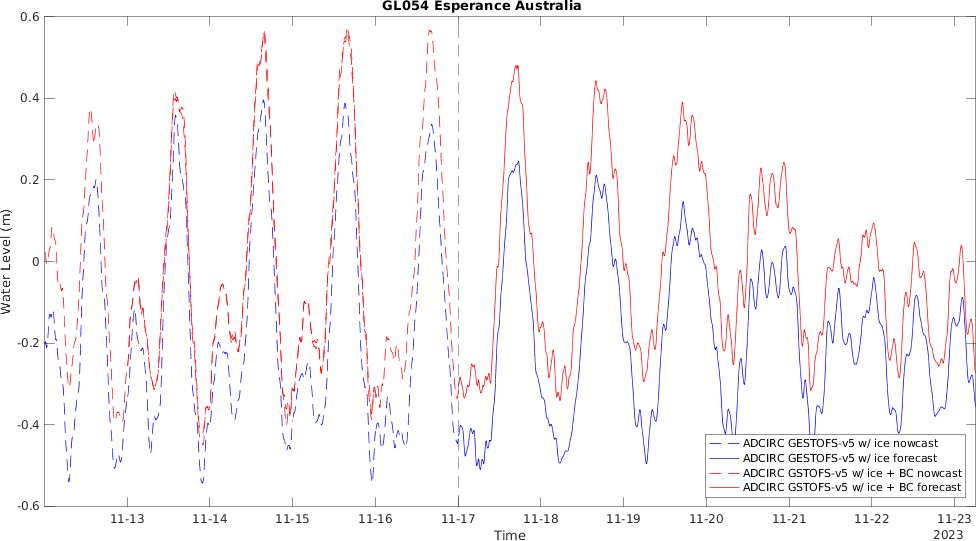 GL054 Esperance Australia
0.6
0.4
0.2
0
-0.2
-0.4
-0.6
Water Level (m)
11-13
11-14
11-15
11-16
11-17
11-18
11-19
11-20
11-21
11-22
11-23
2023
Time
ADCIRC GESTOFS-v5 w/ ice nowcast
ADCIRC GESTOFS-v5 w/ ice forecast
ADCIRC GSTOFS-v5 w/ ice + BC nowcast
ADCIRC GSTOFS-v5 w/ ice + BC forecast